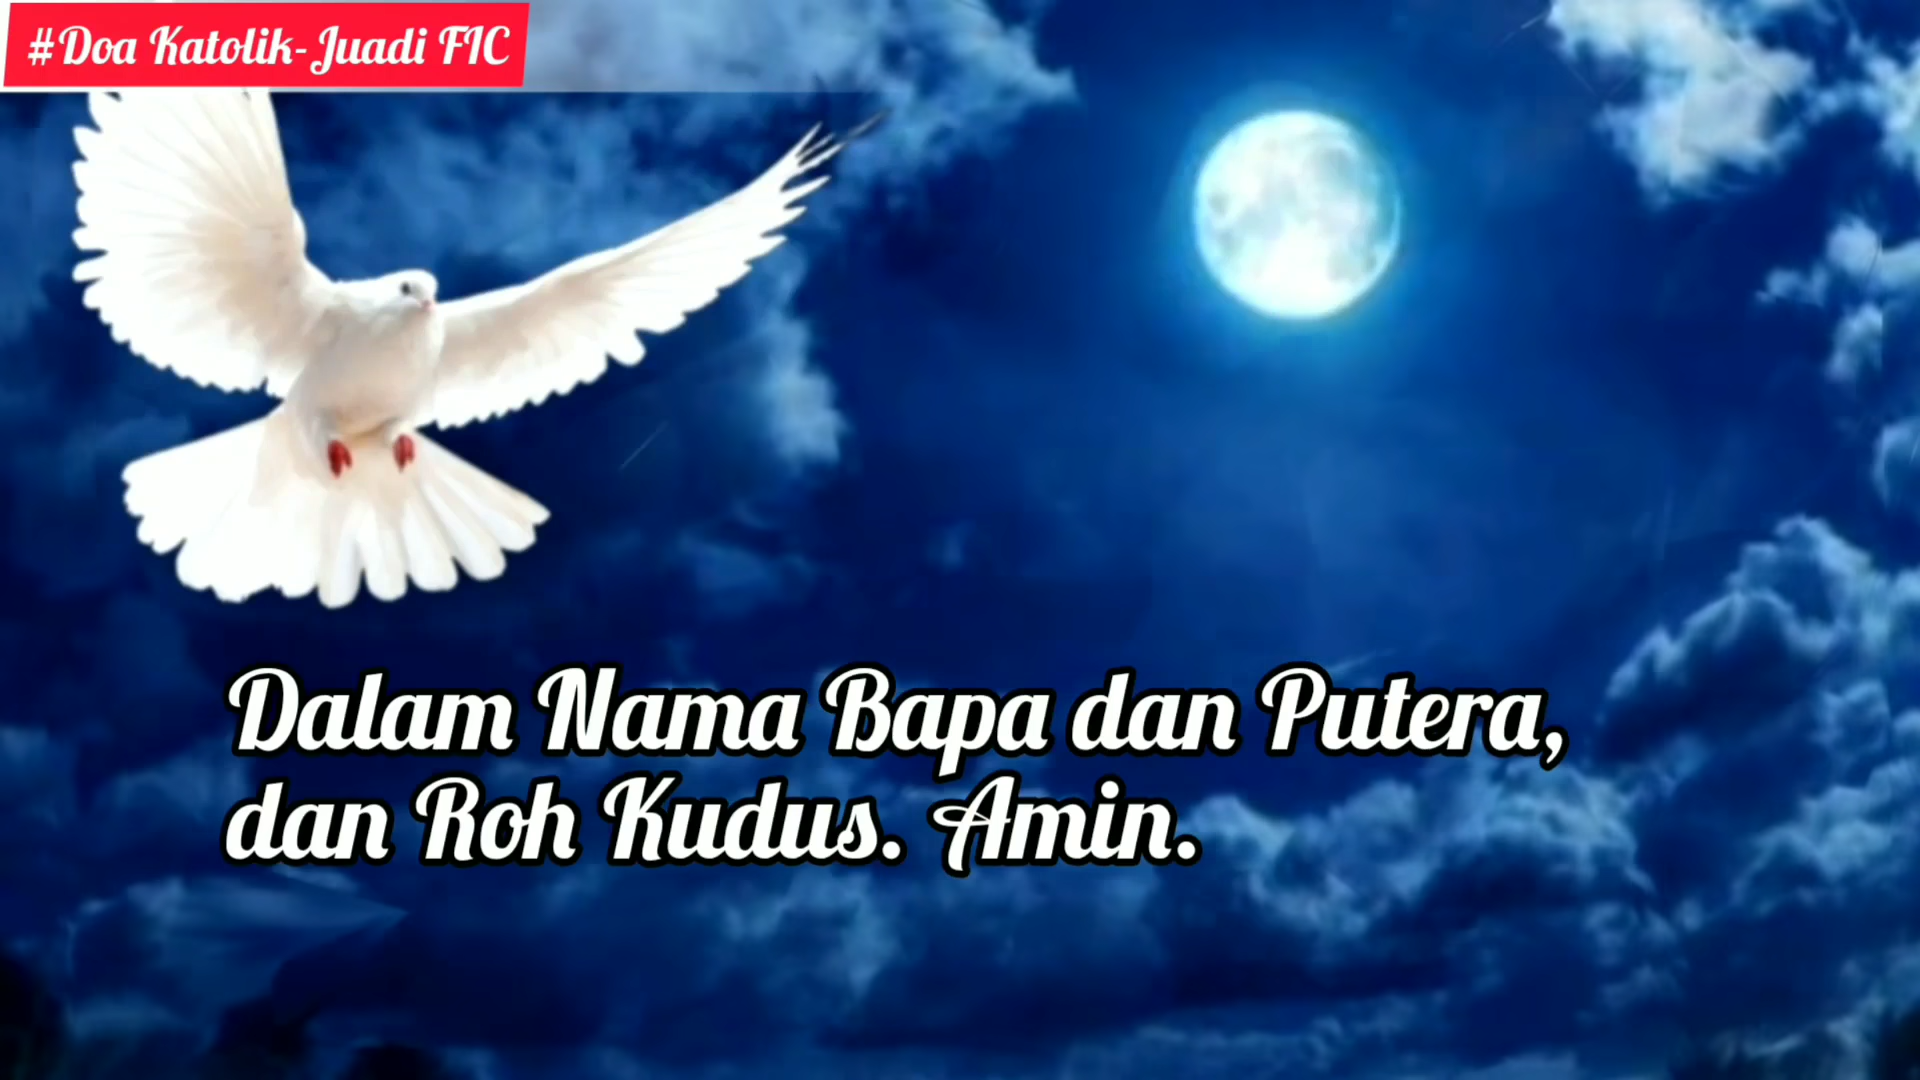 #Doa Katolik-Juadi FIC
Dalam Nama Bapa dan Putera,
dan Roh Kudus. Amin.